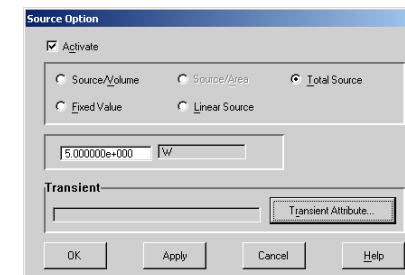 Source Option
Activate
Source/Volume Source/Area Total Source
Fixed Value Linear Source
5.000000e+000 W
Transient
Transient Attribute...
OK Apply Cancel Help